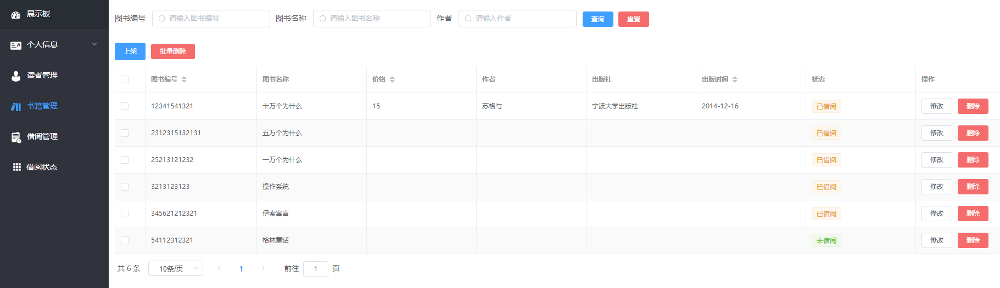 展示板
个人信息
读者管理
书籍管理
借阅管理
借阅状态
图书编号 请输入图书编号 图书名称 请输入图书名称 作者 请输入作者 查询 重置
上架 批量删除
图书编号 图书名称 价格 作者 出版社 出版时间 状态 操作
12341541321 十万个为什么 15 苏格与 宁波大学出版社 2014-12-16 已借阅 修改 删除
2312315132131 五万个为什么 已借阅 修改 删除
25213121232 一万个为什么 已借阅 修改 删除
3213123123 操作系统 已借阅 修改 删除
345621212321 伊索寓言 已借阅 修改 删除
54112312321 格林童话 未借阅 修改 删除
共 6 条 10条/页 1 前往 1 页